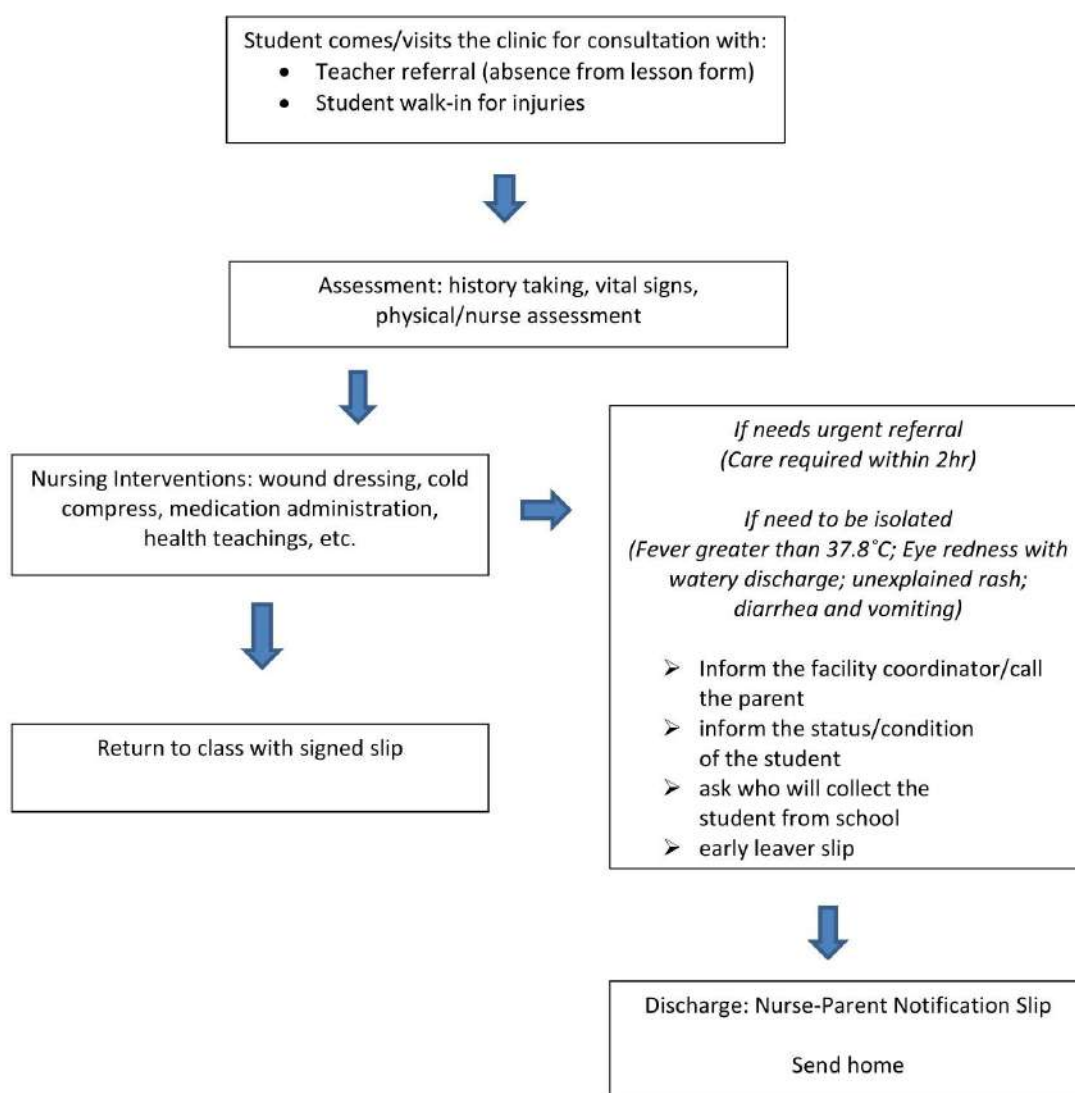 Student comes/visits the clinic for consultation with:
• Teacher referral (absence from lesson form)
• Student walk-in for injuries
Assessment: history taking, vital signs,
physical/nurse assessment
Nursing Interventions: wound dressing, cold
compress, medication administration,
health teachings, etc.
Return to class with signed slip
If needs urgent referral
(Care required within 2hr)
If need to be isolated
(Fever greater than 37.8˚C; Eye redness with
watery discharge; unexplained rash;
diarrhea and vomiting)
➢ Inform the facility coordinator/call
the parent
➢ inform the status/condition
of the student
➢ ask who will collect the
student from school
➢ early leaver slip
Discharge: Nurse-Parent Notification Slip
Send home